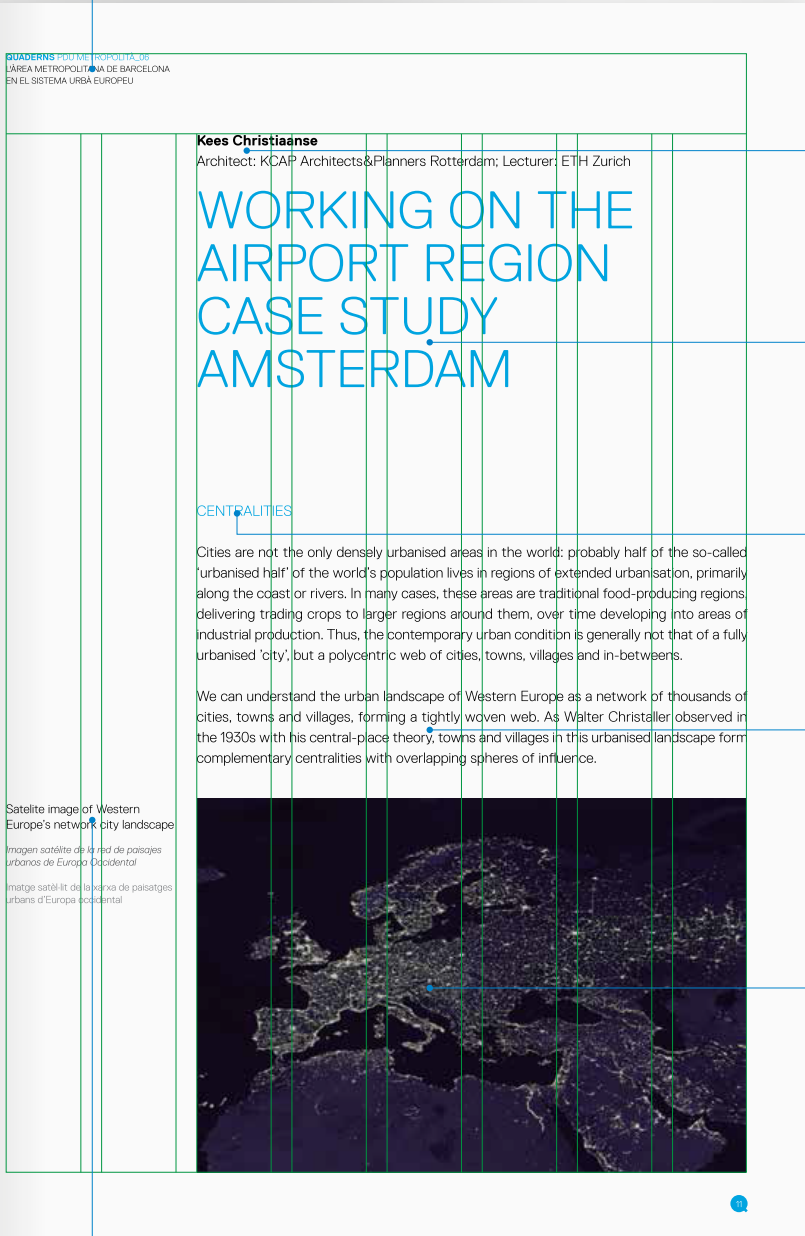 QUADERNS PDU METROPOLITÀ_06
L'ÀREA METROPOLITANA DE BARCELONA
EN EL SISTEMA URBÀ EUROPEU
Kees Christiaanse
Architect: KCAP Architects&Planners Rotterdam; Lecturer: ETH Zurich
WORKING ON THE
AIRPORT REGION
CASE STUDY
AMSTERDAM
CENTRALITIES
Cities are not the only densely urbanised areas in the world: probably half of the so-called
'urbanised half' of the world's population lives in regions of extended urbanisation, primarily
along the coast or rivers. In many cases, these areas are traditional food-producing regions,
delivering trading crops to larger regions around them, over time developing into areas of
industrial production. Thus, the contemporary urban condition is generally not that of a fully
urbanised 'city', but a polycentric web of cities, towns, villages and in-betweens.
We can understand the urban landscape of Western Europe as a network of thousands of
cities, towns and villages, forming a tightly woven web. As Walter Christaller observed in
the 1930s with his central-place theory, towns and villages in this urbanised landscape form
complementary centralities with overlapping spheres of influence.
Satelite image of Western
Europe's network city landscape
Imagen satélite de la red de paisajes
urbanos de Europa Occidental
Imatge satèl·lit de la xarxa de paisatges
urbans d'Europa occidental
11